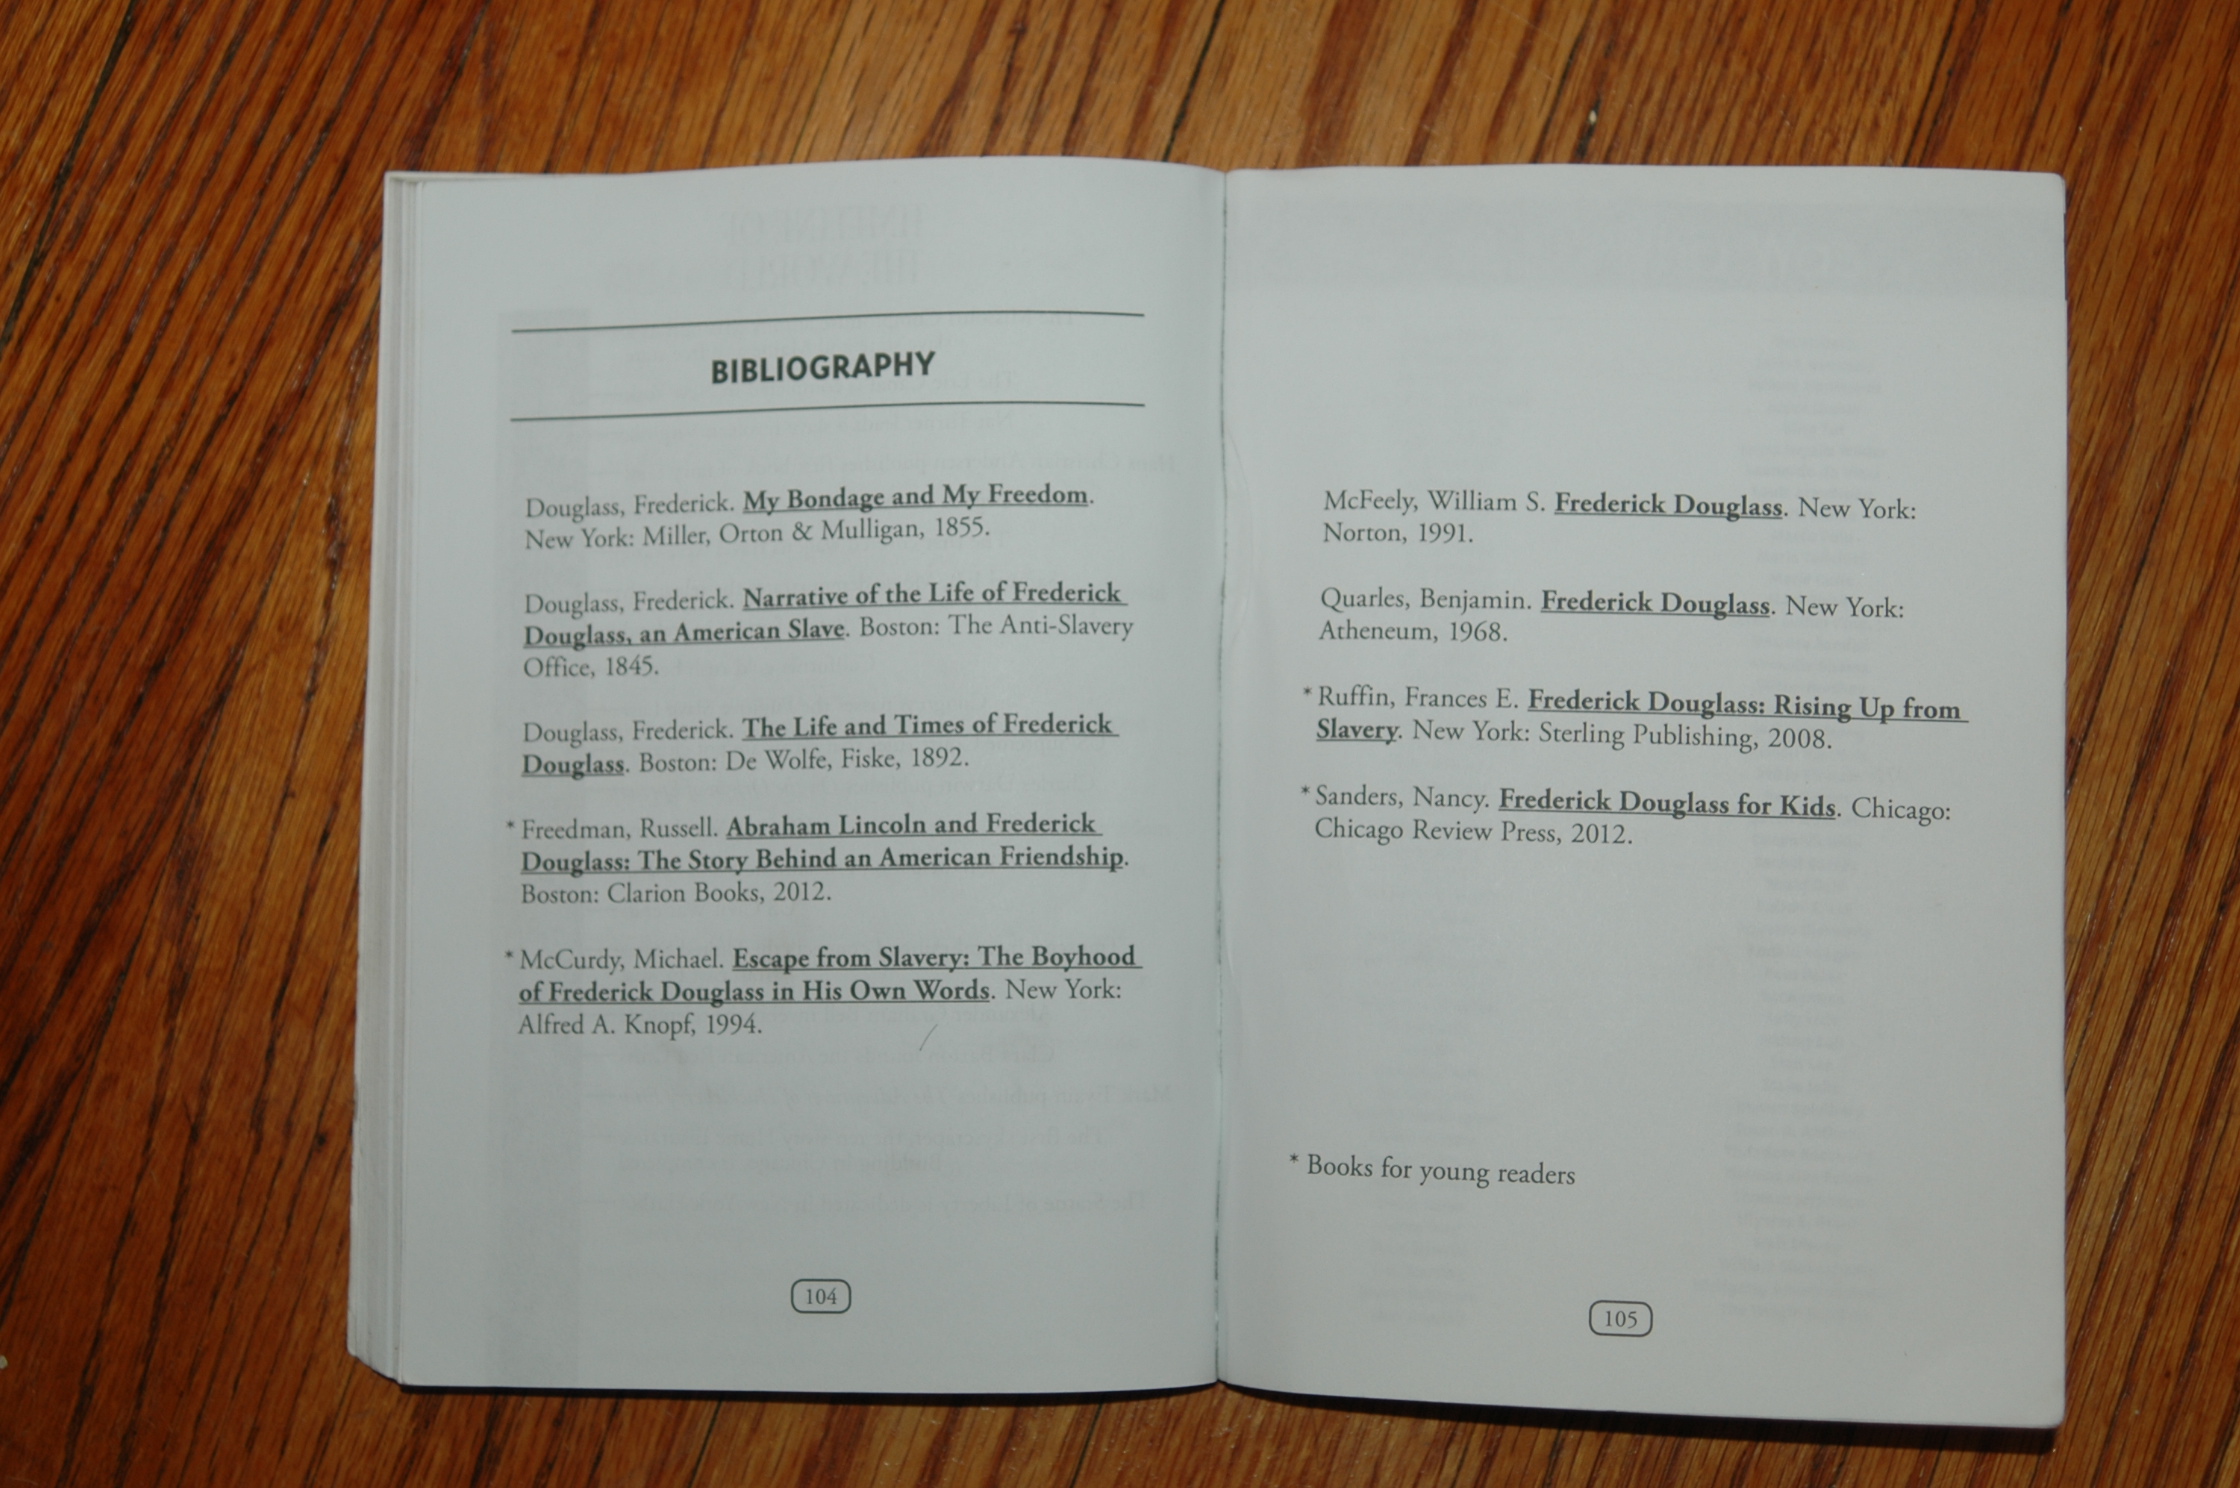 BIBLIOGRAPHY
Douglass, Frederick. My Bondage and My Freedom.
New York: Miller, Orton & Mulligan, 1855.
Douglass, Frederick. Narrative of the Life of Frederick
Douglass, an American Slave. Boston: The Anti-Slavery
Office, 1845.
Douglass, Frederick. The Life and Times of Frederick
Douglass. Boston: De Wolfe, Fiske, 1892.
* Freedman, Russell. Abraham Lincoln and Frederick
Douglass: The Story Behind an American Friendship.
Boston: Clarion Books, 2012.
* McCurdy, Michael. Escape from Slavery: The Boyhood
of Frederick Douglass in His Own Words. New York:
Alfred A. Knopf, 1994.
104
McFeely, William S. Frederick Douglass. New York:
Norton, 1991.
Quarles, Benjamin. Frederick Douglass. New York:
Atheneum, 1968.
* Ruffin, Frances E. Frederick Douglass: Rising Up from
Slavery. New York: Sterling Publishing, 2008.
* Sanders, Nancy. Frederick Douglass for Kids. Chicago:
Chicago Review Press, 2012.
* Books for young readers
105